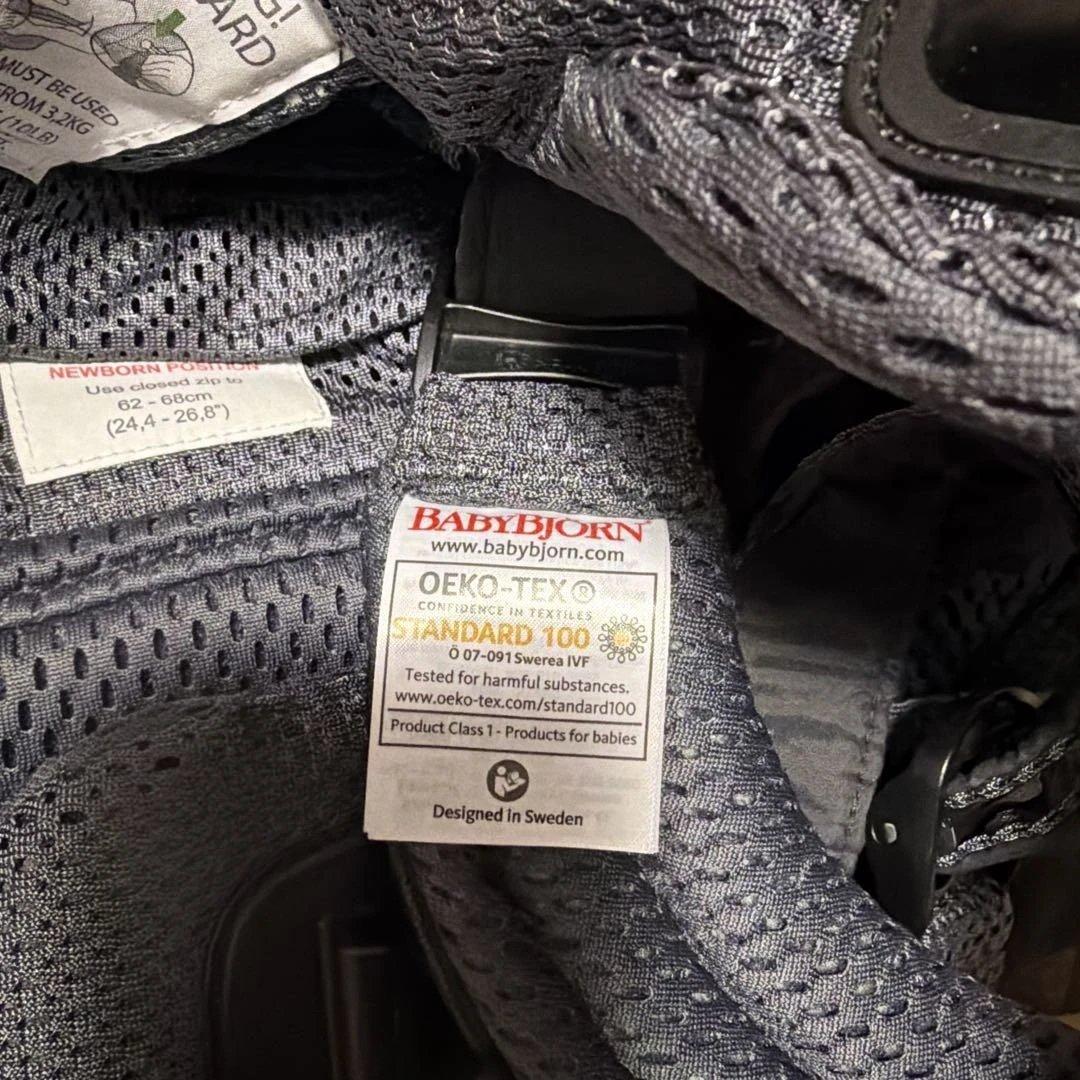 G!
ARD
MUST BE USED
FROM 3.2KG
NEWBORN POSITION
Use closed zip to
62 - 68cm
(24,4 - 26,8")
BABYBJÖRN
www.babybjorn.com
OEKO-TEX®
CONFIDENCE IN TEXTILES
STANDARD 100
Ö 07-091 Swerea IVF
Tested for harmful substances.
www.oeko-tex.com/standard100
Product Class 1 - Products for babies
Designed in Sweden